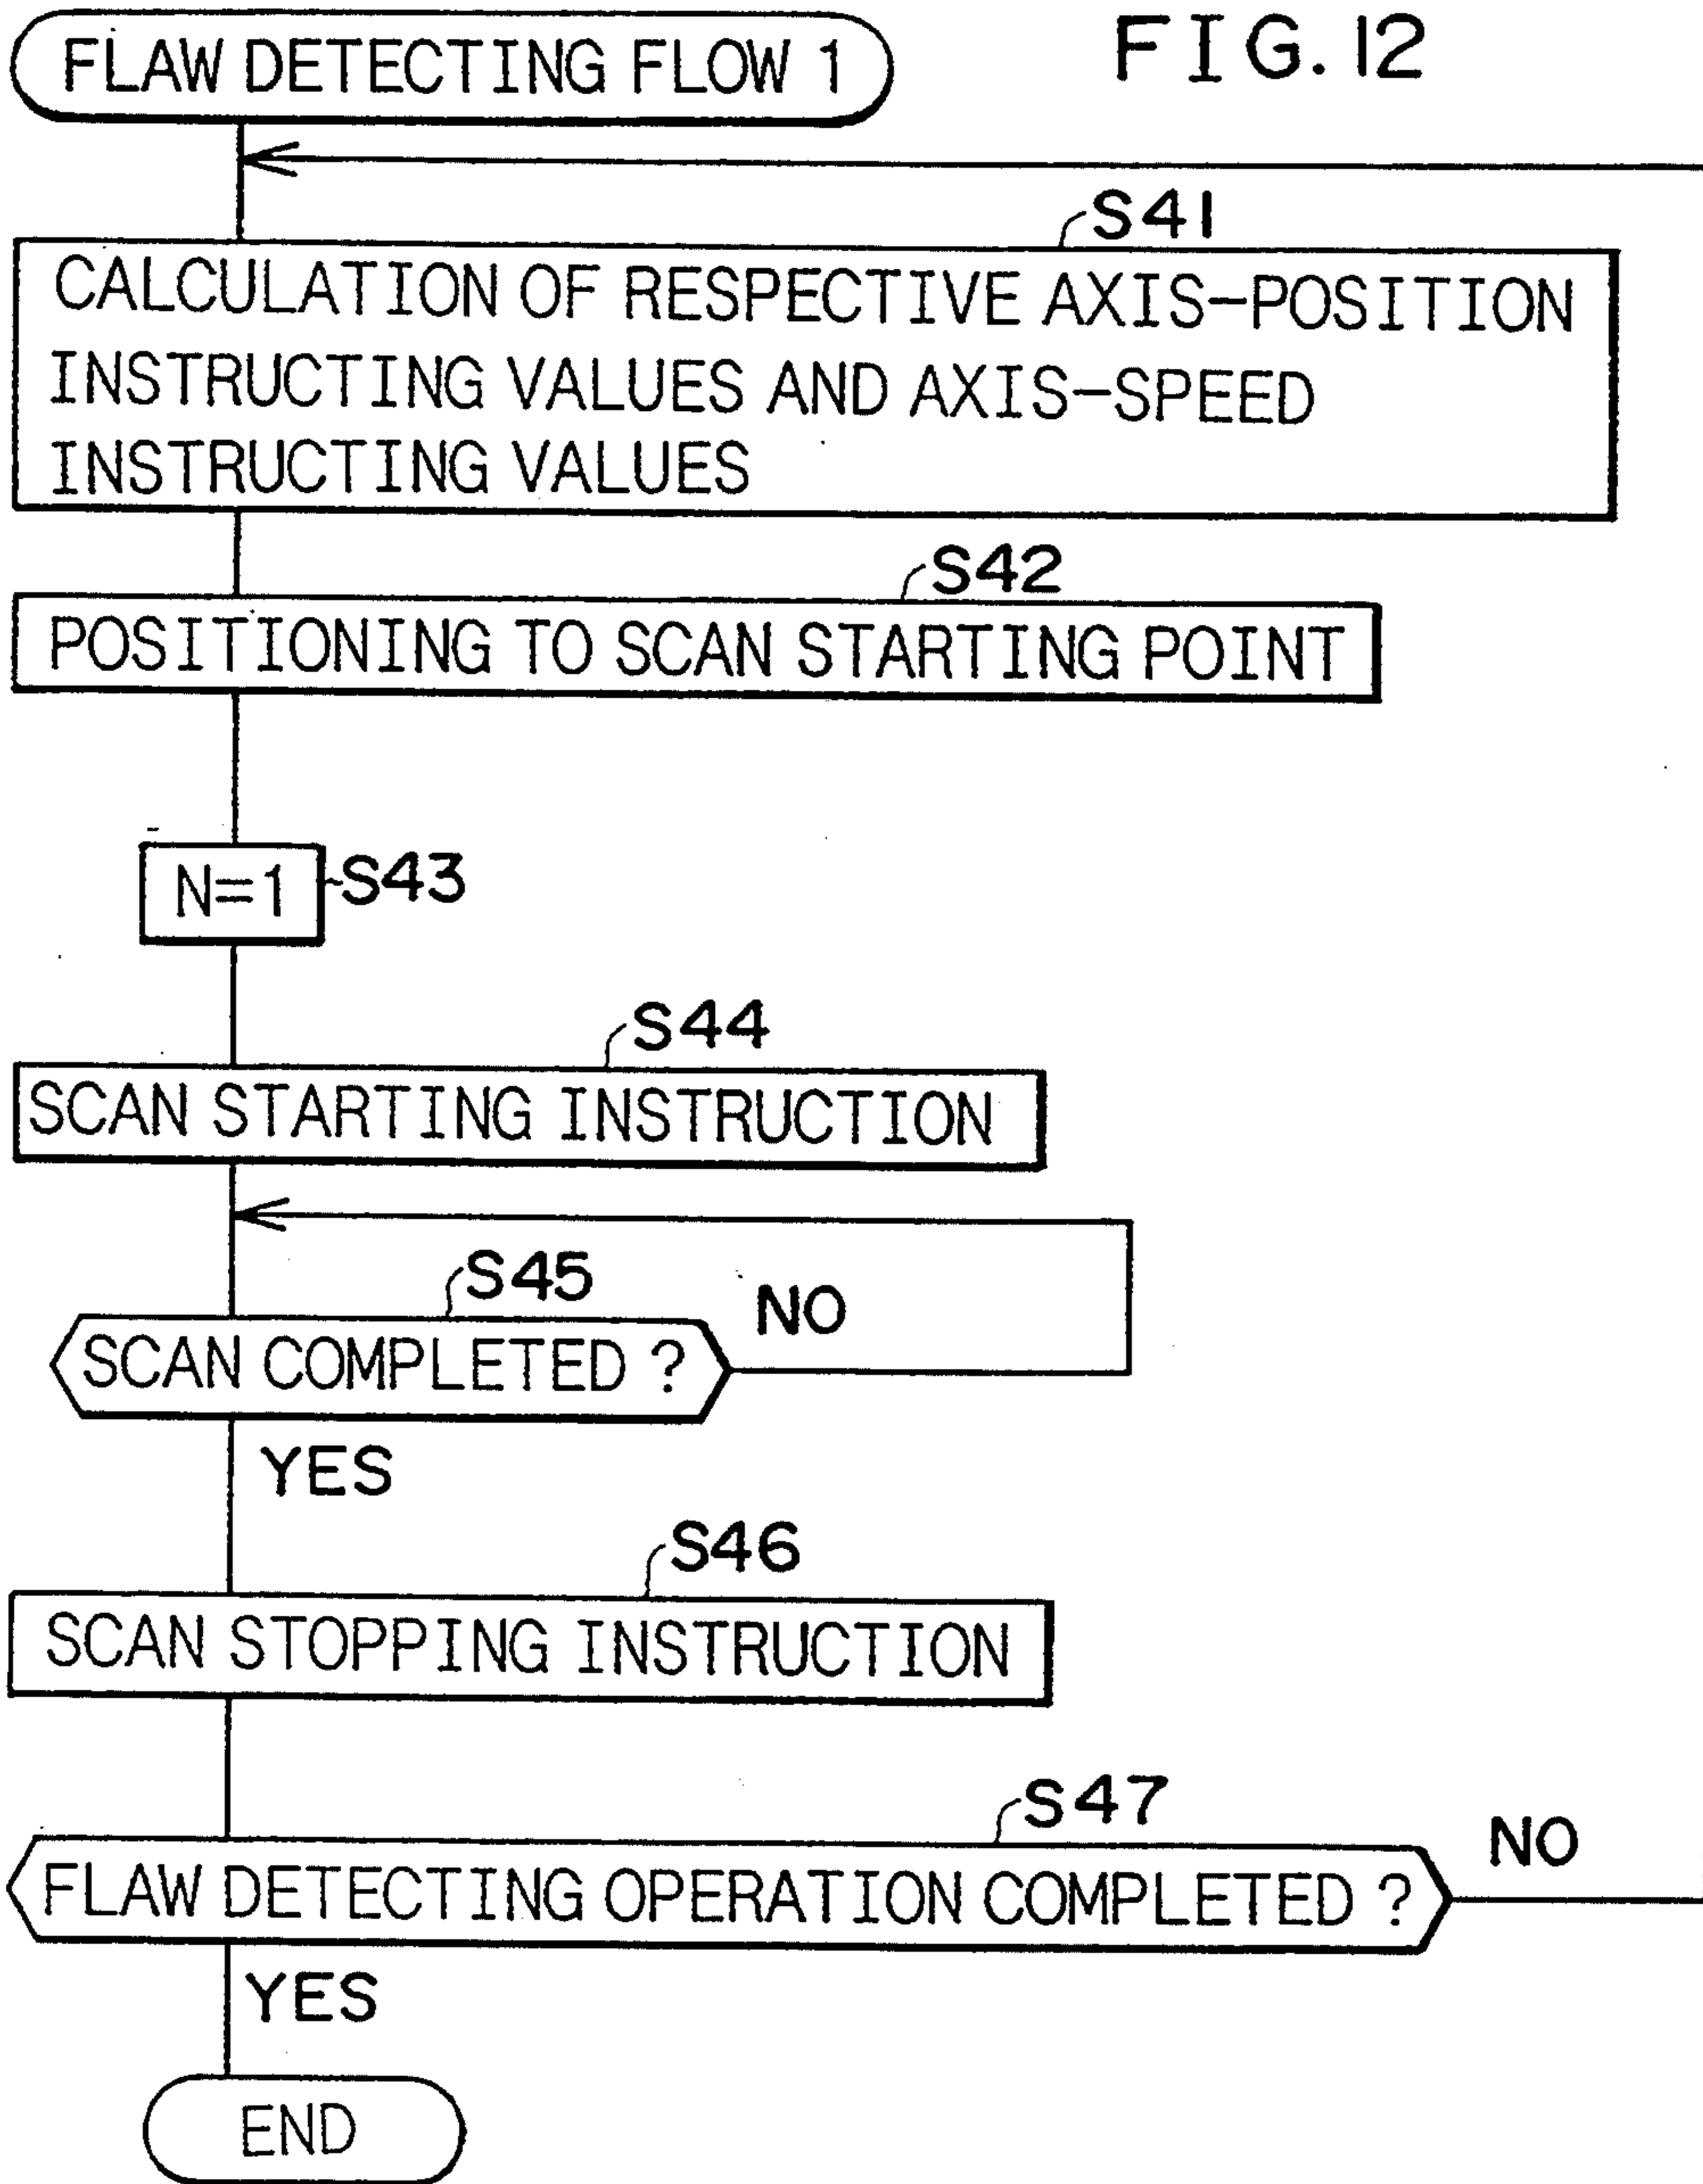 FIG.12
FLAW DETECTING FLOW 1
S41
CALCULATION OF RESPECTIVE AXIS-POSITION
INSTRUCTING VALUES AND AXIS-SPEED
INSTRUCTING VALUES
S42
POSITIONING TO SCAN STARTING POINT
N=1
S43
S44
SCAN STARTING INSTRUCTION
S45
SCAN COMPLETED ?
NO
YES
S46
SCAN STOPPING INSTRUCTION
S47
FLAW DETECTING OPERATION COMPLETED ?
NO
YES
END